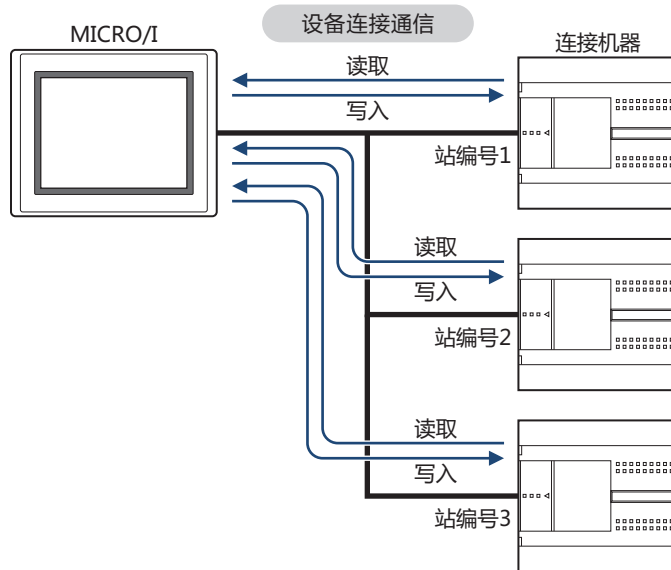 设备连接通信
MICRO/I
连接机器
读取
写入
站编号1
读取
写入
站编号2
读取
写入
站编号3